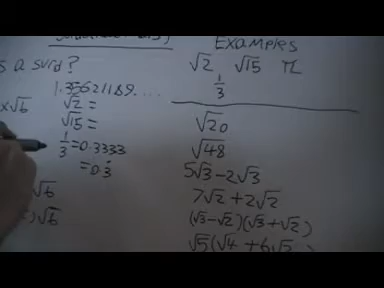 Examples
s a surd?
√2 √15 π
1/3
1.35621189....
x√b
√2 =
√15 =
1/3 = 0.3333
= 0.3̇
√b
)√b
√20
√48
5√3 - 2√3
7√2 + 2√2
(√3 - √2)(√3 + √2)
√5(√4 + 6√2